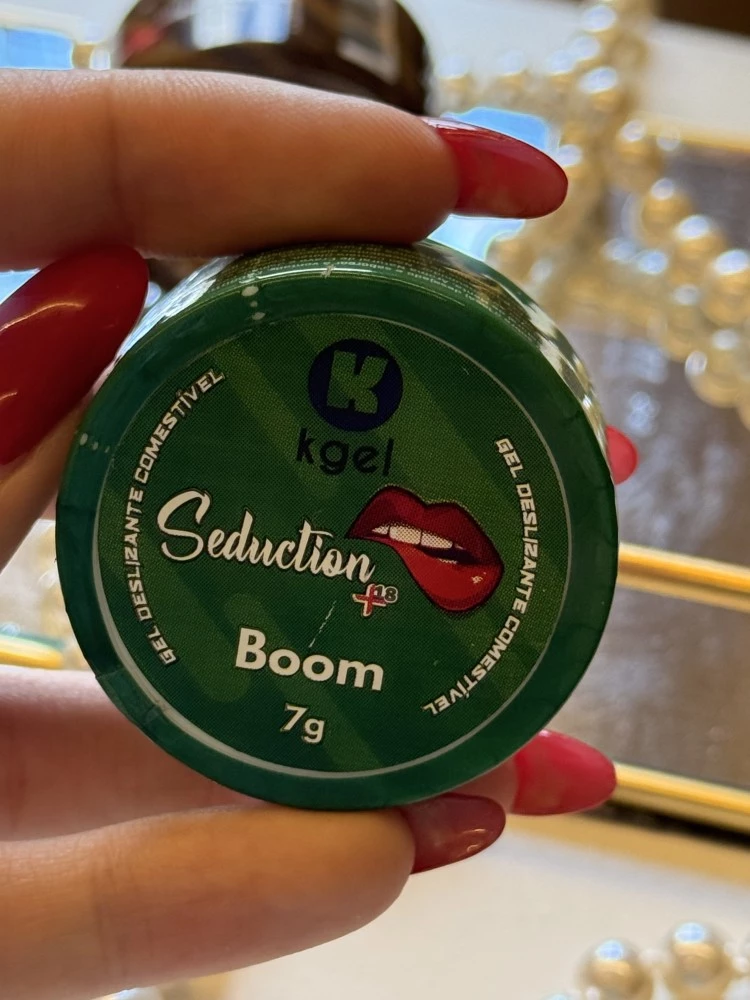 K
kgel
GEL DESLIZANTE COMESTÍVEL
Seduction
+18
Boom
7g
GEL DESLIZANTE COMESTÍVEL